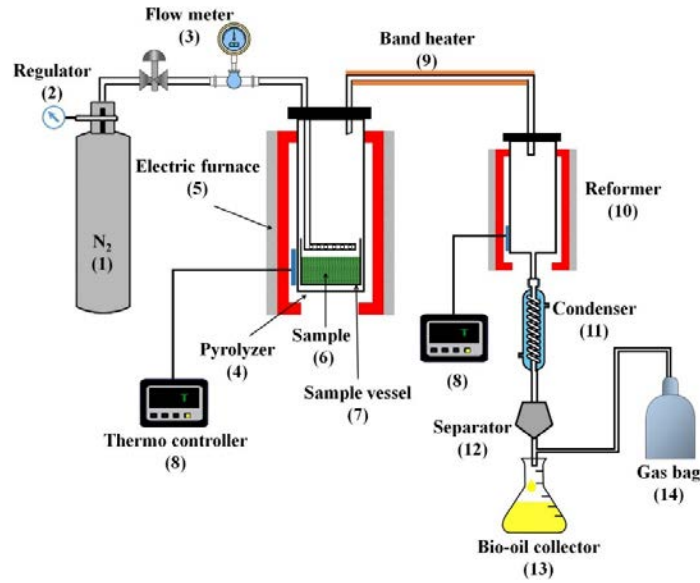 Flow meter
(3)
Regulator
(2)
Band heater
(9)
Electric furnace
(5)
N₂
(1)
Reformer
(10)
Sample
(6)
Pyrolyzer
(4)
Sample vessel
(7)
T
Thermo controller
(8)
T
(8)
Condenser
(11)
Separator
(12)
Gas bag
(14)
Bio-oil collector
(13)